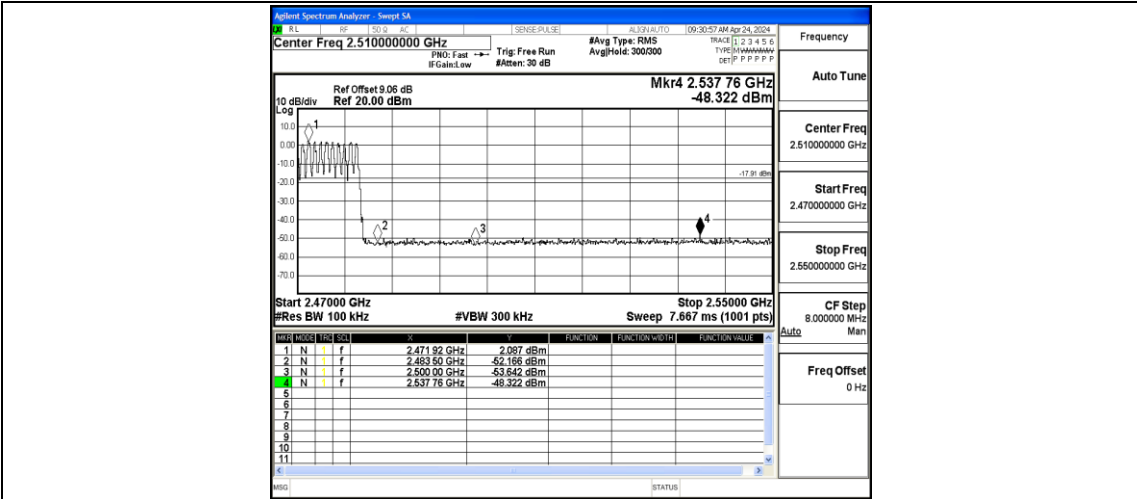 Agilent Spectrum Analyzer - Swept SA
RL RF 50 Ω AC SENSE:PULSE ALIGN AUTO 09:30:57 AM Apr 24, 2024
Center Freq 2.510000000 GHz
PNO: Fast
IFGain:Low
Trig: Free Run
#Atten: 30 dB
#Avg Type: RMS
Avg|Hold: 300/300
TRACE 1 2 3 4 5 6
TYPE M W W W W W
DET P P P P P P
Mkr4 2.537 76 GHz
-48.322 dBm
Ref Offset 9.06 dB
10 dB/div Ref 20.00 dBm
Log
10.0
0.00
-10.0
-20.0
-30.0
-40.0
-50.0
-60.0
-70.0
1
2
3
4
-17.91 dBm
Start 2.47000 GHz Stop 2.55000 GHz
#Res BW 100 kHz #VBW 300 kHz Sweep 7.667 ms (1001 pts)
MKR MODE TRC SCL X Y FUNCTION FUNCTION WIDTH FUNCTION VALUE
1 N 1 f 2.471 92 GHz 2.087 dBm
2 N 1 f 2.483 50 GHz -52.166 dBm
3 N 1 f 2.500 00 GHz -53.642 dBm
4 N 1 f 2.537 76 GHz -48.322 dBm
5
6
7
8
9
10
11
MSG STATUS
Frequency
Auto Tune
Center Freq
2.510000000 GHz
Start Freq
2.470000000 GHz
Stop Freq
2.550000000 GHz
CF Step
8.000000 MHz
Auto Man
Freq Offset
0 Hz